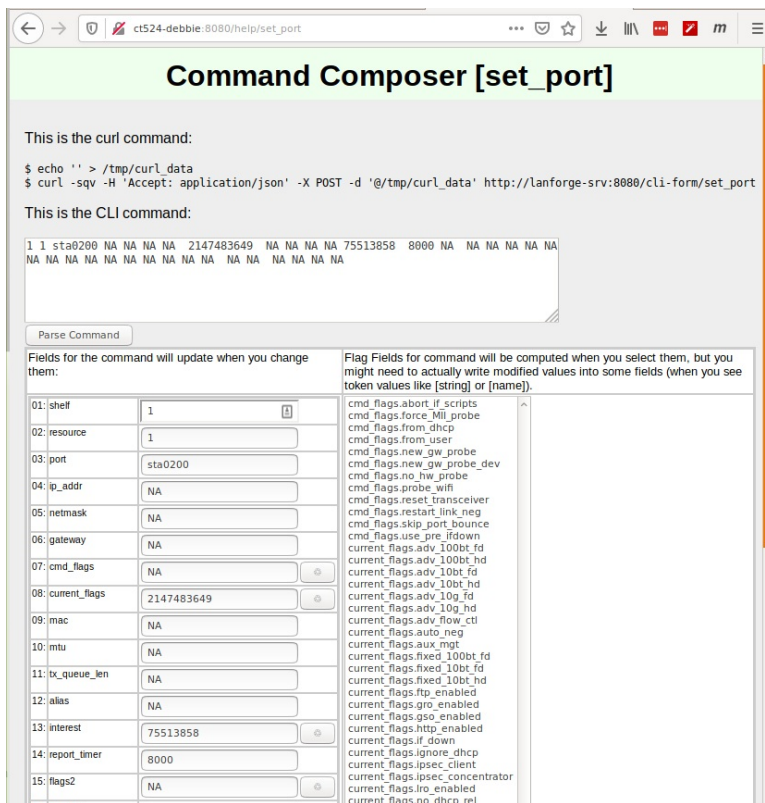 ct524-debbie:8080/help/set_port
Command Composer [set_port]
This is the curl command:
$ echo '' > /tmp/curl_data
$ curl -sqv -H 'Accept: application/json' -X POST -d '@/tmp/curl_data' http://lanforge-srv:8080/cli-form/set_port
This is the CLI command:
1 1 sta0200 NA NA NA NA  2147483649  NA NA NA NA 75513858  8000 NA  NA NA NA NA NA
NA NA NA NA NA NA NA NA NA NA  NA NA  NA NA NA NA
Parse Command
Fields for the command will update when you change
them:
Flag Fields for command will be computed when you select them, but you
might need to actually write modified values into some fields (when you see
token values like [string] or [name]).
01: shelf 1
02: resource 1
03: port sta0200
04: ip_addr NA
05: netmask NA
06: gateway NA
07: cmd_flags NA
08: current_flags 2147483649
09: mac NA
10: mtu NA
11: tx_queue_len NA
12: alias NA
13: interest 75513858
14: report_timer 8000
15: flags2 NA
cmd_flags.abort_if_scripts
cmd_flags.force_MII_probe
cmd_flags.from_dhcp
cmd_flags.from_user
cmd_flags.new_gw_probe
cmd_flags.new_gw_probe_dev
cmd_flags.no_hw_probe
cmd_flags.probe_wifi
cmd_flags.reset_transceiver
cmd_flags.restart_link_neg
cmd_flags.skip_port_bounce
cmd_flags.use_pre_ifdown
current_flags.adv_100bt_fd
current_flags.adv_100bt_hd
current_flags.adv_10bt_fd
current_flags.adv_10bt_hd
current_flags.adv_10g_fd
current_flags.adv_10g_hd
current_flags.adv_flow_ctl
current_flags.auto_neg
current_flags.aux_mgt
current_flags.fixed_100bt_fd
current_flags.fixed_10bt_fd
current_flags.fixed_10bt_hd
current_flags.ftp_enabled
current_flags.gro_enabled
current_flags.gso_enabled
current_flags.http_enabled
current_flags.if_down
current_flags.ignore_dhcp
current_flags.ipsec_client
current_flags.ipsec_concentrator
current_flags.lro_enabled
current_flags.no_dhcp_rel